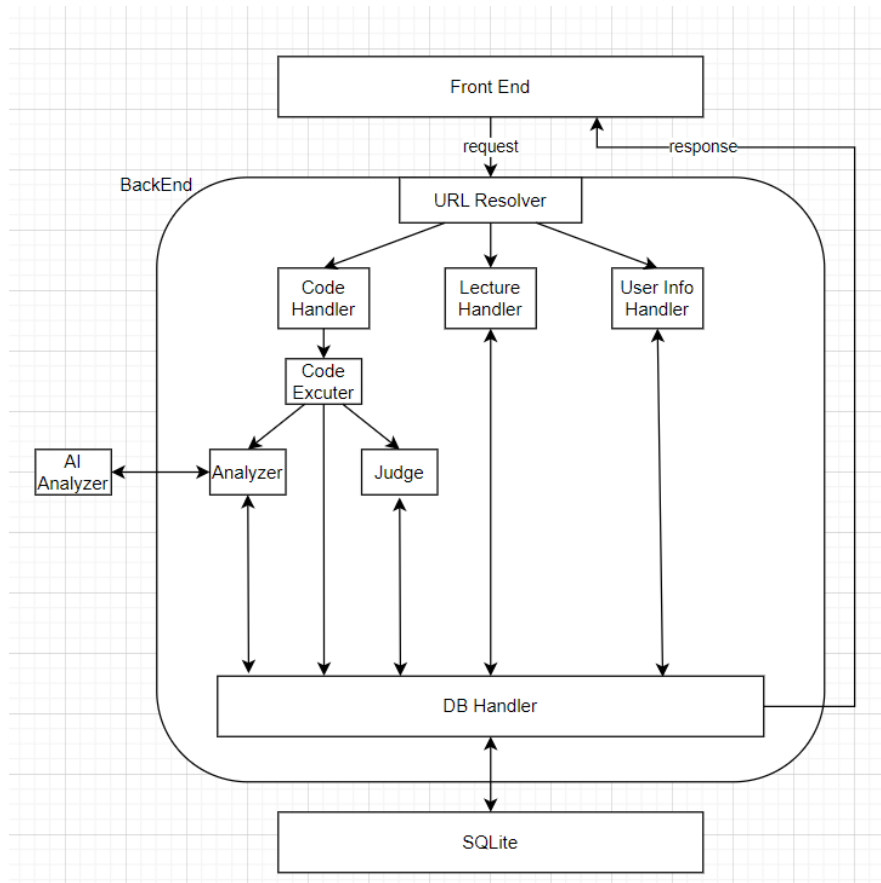 Front End
request
response
BackEnd
URL Resolver
Code
Handler
Lecture
Handler
User Info
Handler
Code
Excuter
AI
Analyzer
Analyzer
Judge
DB Handler
SQLite